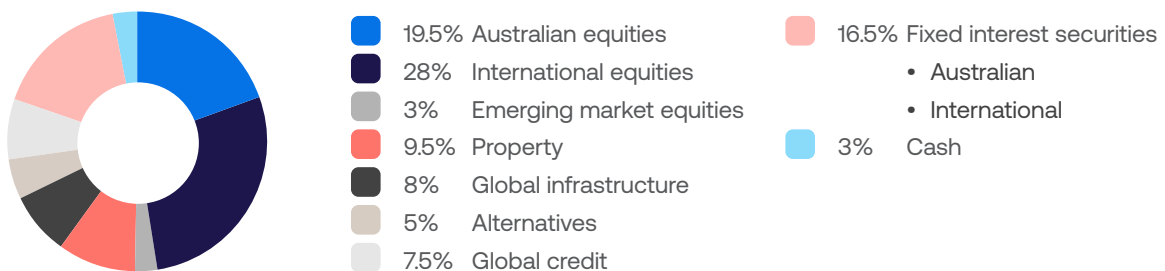 19.5% Australian equities
28% International equities
3% Emerging market equities
9.5% Property
8% Global infrastructure
5% Alternatives
7.5% Global credit
16.5% Fixed interest securities
• Australian
• International
3% Cash